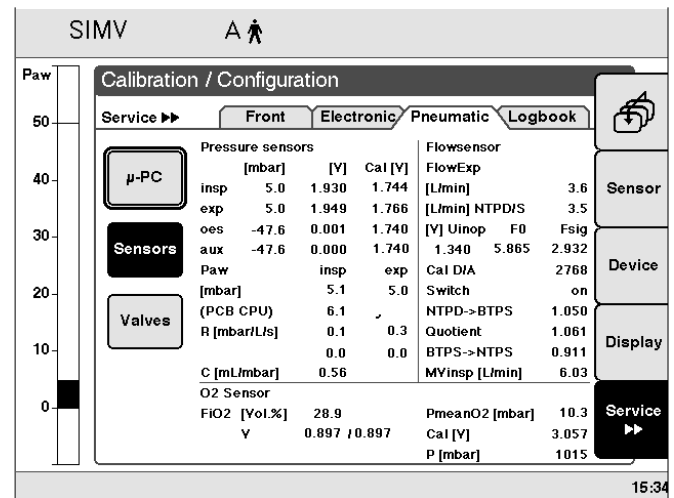 SIMV A
Paw
Calibration / Configuration
Service ▶▶ Front Electronic Pneumatic Logbook
50
40
30
20
10
0
µ-PC
Sensors
Valves
Pressure sensors
[mbar] [V] Cal [V]
insp 5.0 1.930 1.744
exp 5.0 1.949 1.766
oes -47.6 0.001 1.740
aux -47.6 0.000 1.740
Paw insp exp
[mbar] 5.1 5.0
(PCB CPU) 6.1
R [mbar/L/s] 0.1 0.3
0.0 0.0
C [mL/mbar] 0.56
Flowsensor
FlowExp
[L/min] 3.6
[L/min] NTPD/S 3.5
[V] Uinop F0 Fsig
1.340 5.865 2.932
Cal D/A 2768
Switch on
NTPD->BTPS 1.050
Quotient 1.061
BTPS->NTPS 0.911
MVinsp [L/min] 6.03
O2 Sensor
FiO2 [Vol.%] 28.9
V 0.897 / 0.897
PmeanO2 [mbar] 10.3
Cal [V] 3.057
P [mbar] 1015
Sensor
Device
Display
Service
▶▶
15:34